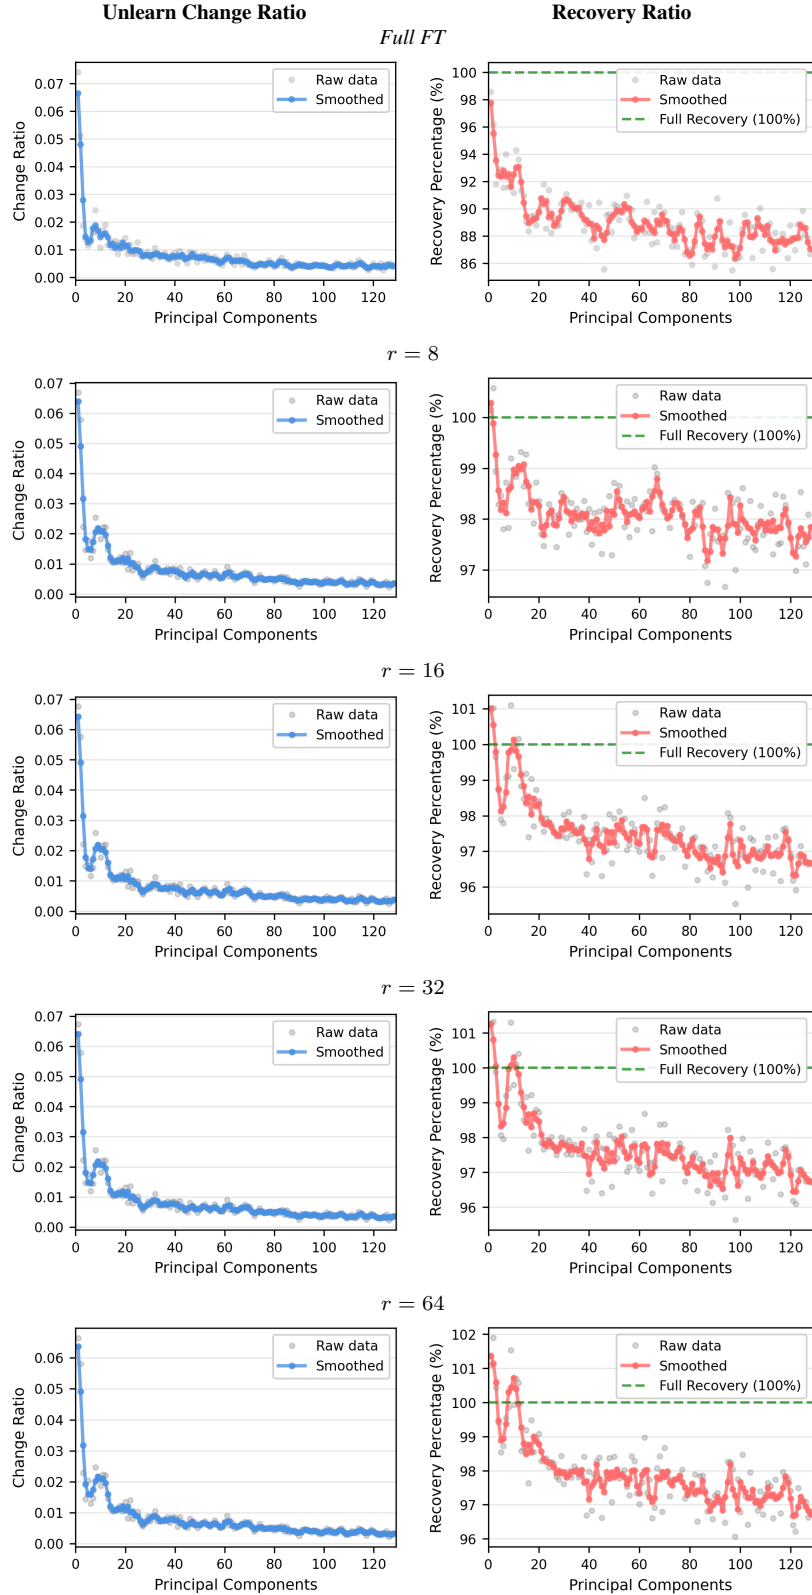 Unlearn Change Ratio
Recovery Ratio
Full FT
Change Ratio
0.07
0.06
0.05
0.04
0.03
0.02
0.01
0.00
0 20 40 60 80 100 120
Principal Components
Raw data
Smoothed
Recovery Percentage (%)
100
98
96
94
92
90
88
86
0 20 40 60 80 100 120
Principal Components
Raw data
Smoothed
Full Recovery (100%)
r = 8
Change Ratio
0.07
0.06
0.05
0.04
0.03
0.02
0.01
0.00
0 20 40 60 80 100 120
Principal Components
Raw data
Smoothed
Recovery Percentage (%)
100
99
98
97
0 20 40 60 80 100 120
Principal Components
Raw data
Smoothed
Full Recovery (100%)
r = 16
Change Ratio
0.07
0.06
0.05
0.04
0.03
0.02
0.01
0.00
0 20 40 60 80 100 120
Principal Components
Raw data
Smoothed
Recovery Percentage (%)
101
100
99
98
97
96
0 20 40 60 80 100 120
Principal Components
Raw data
Smoothed
Full Recovery (100%)
r = 32
Change Ratio
0.07
0.06
0.05
0.04
0.03
0.02
0.01
0.00
0 20 40 60 80 100 120
Principal Components
Raw data
Smoothed
Recovery Percentage (%)
101
100
99
98
97
96
0 20 40 60 80 100 120
Principal Components
Raw data
Smoothed
Full Recovery (100%)
r = 64
Change Ratio
0.06
0.05
0.04
0.03
0.02
0.01
0.00
0 20 40 60 80 100 120
Principal Components
Raw data
Smoothed
Recovery Percentage (%)
102
101
100
99
98
97
96
0 20 40 60 80 100 120
Principal Components
Raw data
Smoothed
Full Recovery (100%)